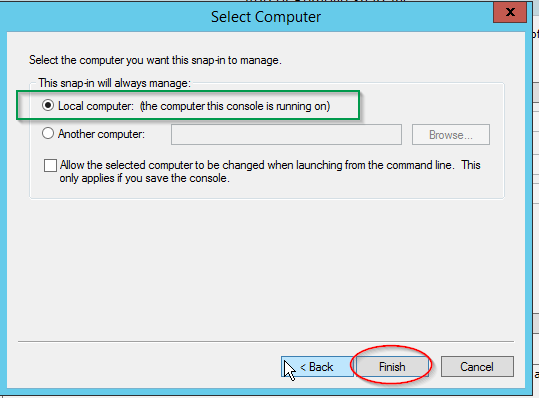 Select Computer
X
Select the computer you want this snap-in to manage.
This snap-in will always manage:
Local computer: (the computer this console is running on)
Another computer:
Browse...
Allow the selected computer to be changed when launching from the command line. This
only applies if you save the console.
< Back
Finish
Cancel